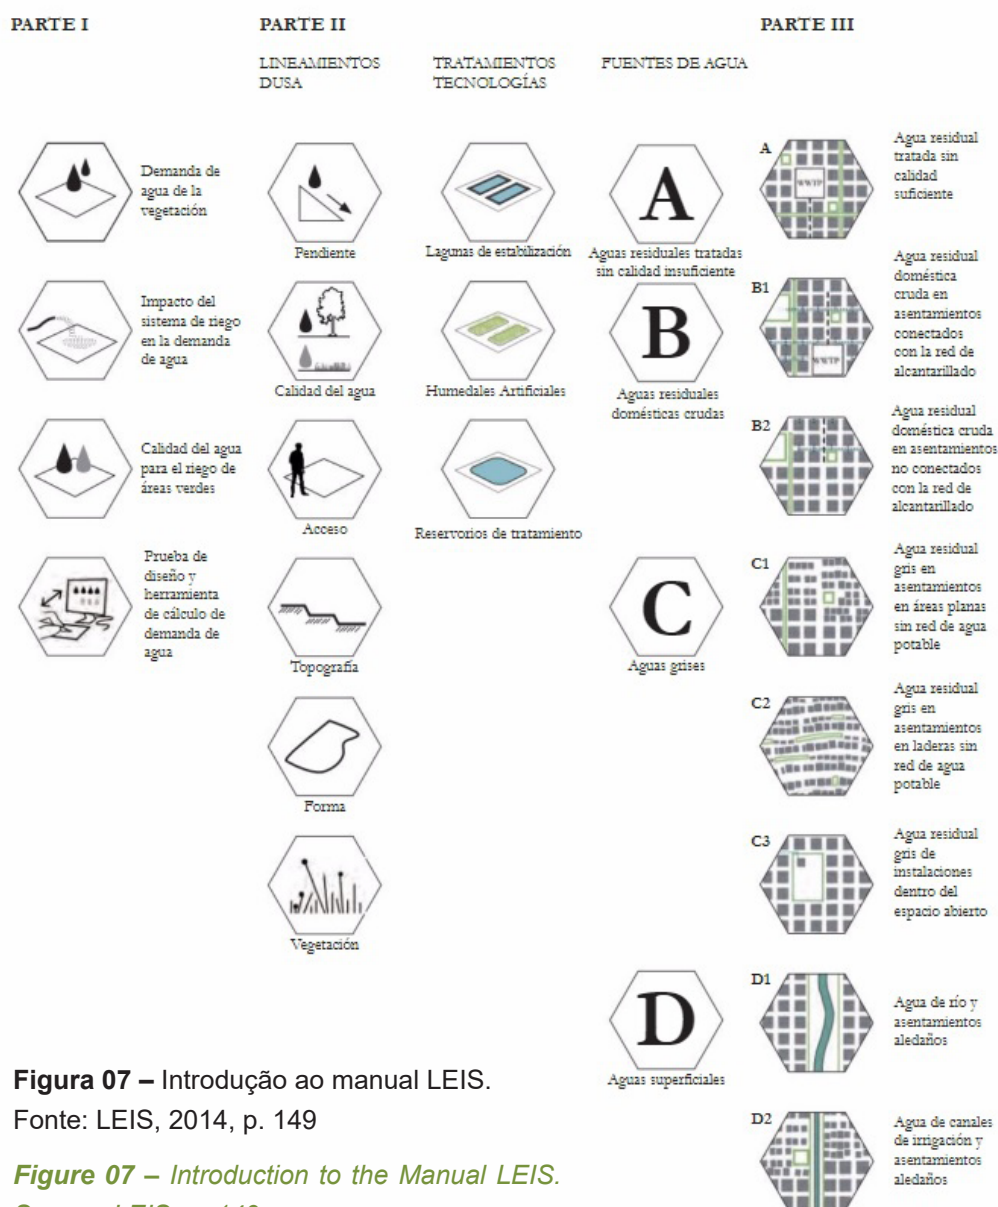 PARTE I
PARTE II
PARTE III
LINEAMIENTOS
DUSA
TRATAMIENTOS
TECNOLOGÍAS
FUENTES DE AGUA
Demanda de
agua de la
vegetación
Impacto del
sistema de riego
en la demanda
de agua
Calidad del agua
para el riego de
áreas verdes
Prueba de
diseño y
herramienta
de cálculo de
demanda de
agua
Pendiente
Calidad del agua
Acceso
Topografía
Forma
Vegetación
Lagunas de estabilización
Humedales Artificiales
Reservorios de tratamiento
A
Aguas residuales tratadas
sin calidad insuficiente
B
Aguas residuales
domésticas crudas
C
Aguas grises
D
Aguas superficiales
A
WWTP
Agua residual
tratada sin
calidad
suficiente
B1
WWTP
Agua residual
doméstica
cruda en
asentamientos
conectados
con la red de
alcantarillado
B2
Agua residual
doméstica cruda
en asentamientos
no conectados
con la red de
alcantarillado
C1
Agua residual
gris en
asentamientos
en áreas planas
sin red de agua
potable
C2
Agua residual
gris en
asentamientos
en laderas sin
red de agua
potable
C3
Agua residual
gris de
instalaciones
dentro del
espacio abierto
D1
Agua de río y
asentamientos
aledaños
D2
Agua de canales
de irrigación y
asentamientos
aledaños
Figura 07 – Introdução ao manual LEIS.
Fonte: LEIS, 2014, p. 149
Figure 07 – Introduction to the Manual LEIS.